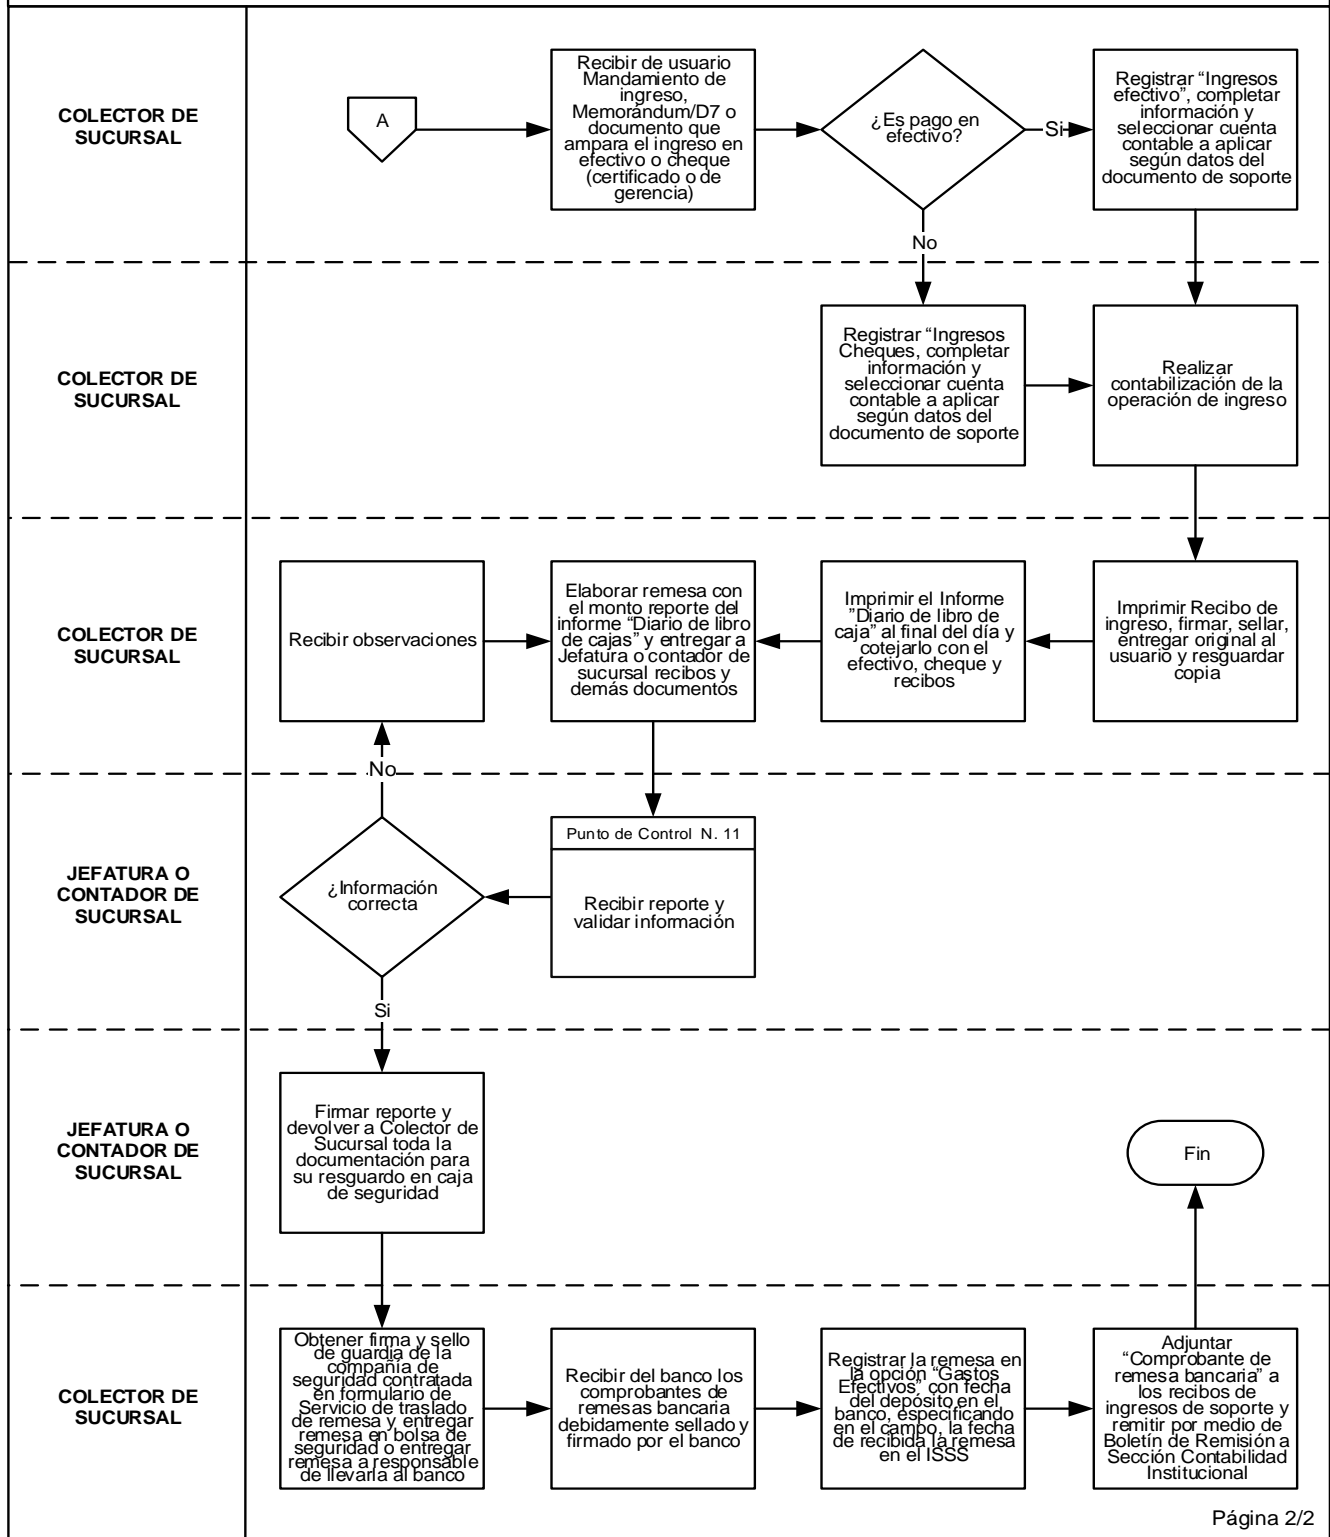 COLECTOR DE
SUCURSAL
A
Recibir de usuario
Mandamiento de
ingreso,
Memorándum/D7 o
documento que
ampara el ingreso en
efectivo o cheque
(certificado o de
gerencia)
¿Es pago en
efectivo?
Si
No
Registrar “Ingresos
efectivo”, completar
información y
seleccionar cuenta
contable a aplicar
según datos del
documento de soporte
COLECTOR DE
SUCURSAL
Registrar “Ingresos
Cheques, completar
información y
seleccionar cuenta
contable a aplicar
según datos del
documento de soporte
Realizar
contabilización de la
operación de ingreso
COLECTOR DE
SUCURSAL
Recibir observaciones
Elaborar remesa con
el monto reporte del
informe “Diario de libro
de cajas” y entregar a
Jefatura o contador de
sucursal recibos y
demás documentos
Imprimir el Informe
”Diario de libro de
caja” al final del día y
cotejarlo con el
efectivo, cheque y
recibos
Imprimir Recibo de
ingreso, firmar, sellar,
entregar original al
usuario y resguardar
copia
No
JEFATURA O
CONTADOR DE
SUCURSAL
¿Información
correcta
Punto de Control N. 11
Recibir reporte y
validar información
Si
JEFATURA O
CONTADOR DE
SUCURSAL
Firmar reporte y
devolver a Colector de
Sucursal toda la
documentación para
su resguardo en caja
de seguridad
Fin
COLECTOR DE
SUCURSAL
Obtener firma y sello
de guardia de la
compañía de
seguridad contratada
en formulario de
Servicio de traslado
de remesa y entregar
remesa en bolsa de
seguridad o entregar
remesa a responsable
de llevarla al banco
Recibir del banco los
comprobantes de
remesas bancaria
debidamente sellado y
firmado por el banco
Registrar la remesa en
la opción “Gastos
Efectivos” con fecha
del depósito en el
banco, especificando
en el campo, la fecha
de recibida la remesa
en el ISSS
Adjuntar
“Comprobante de
remesa bancaria” a
los recibos de
ingresos de soporte y
remitir por medio de
Boletín de Remisión a
Sección Contabilidad
Institucional
Página 2/2